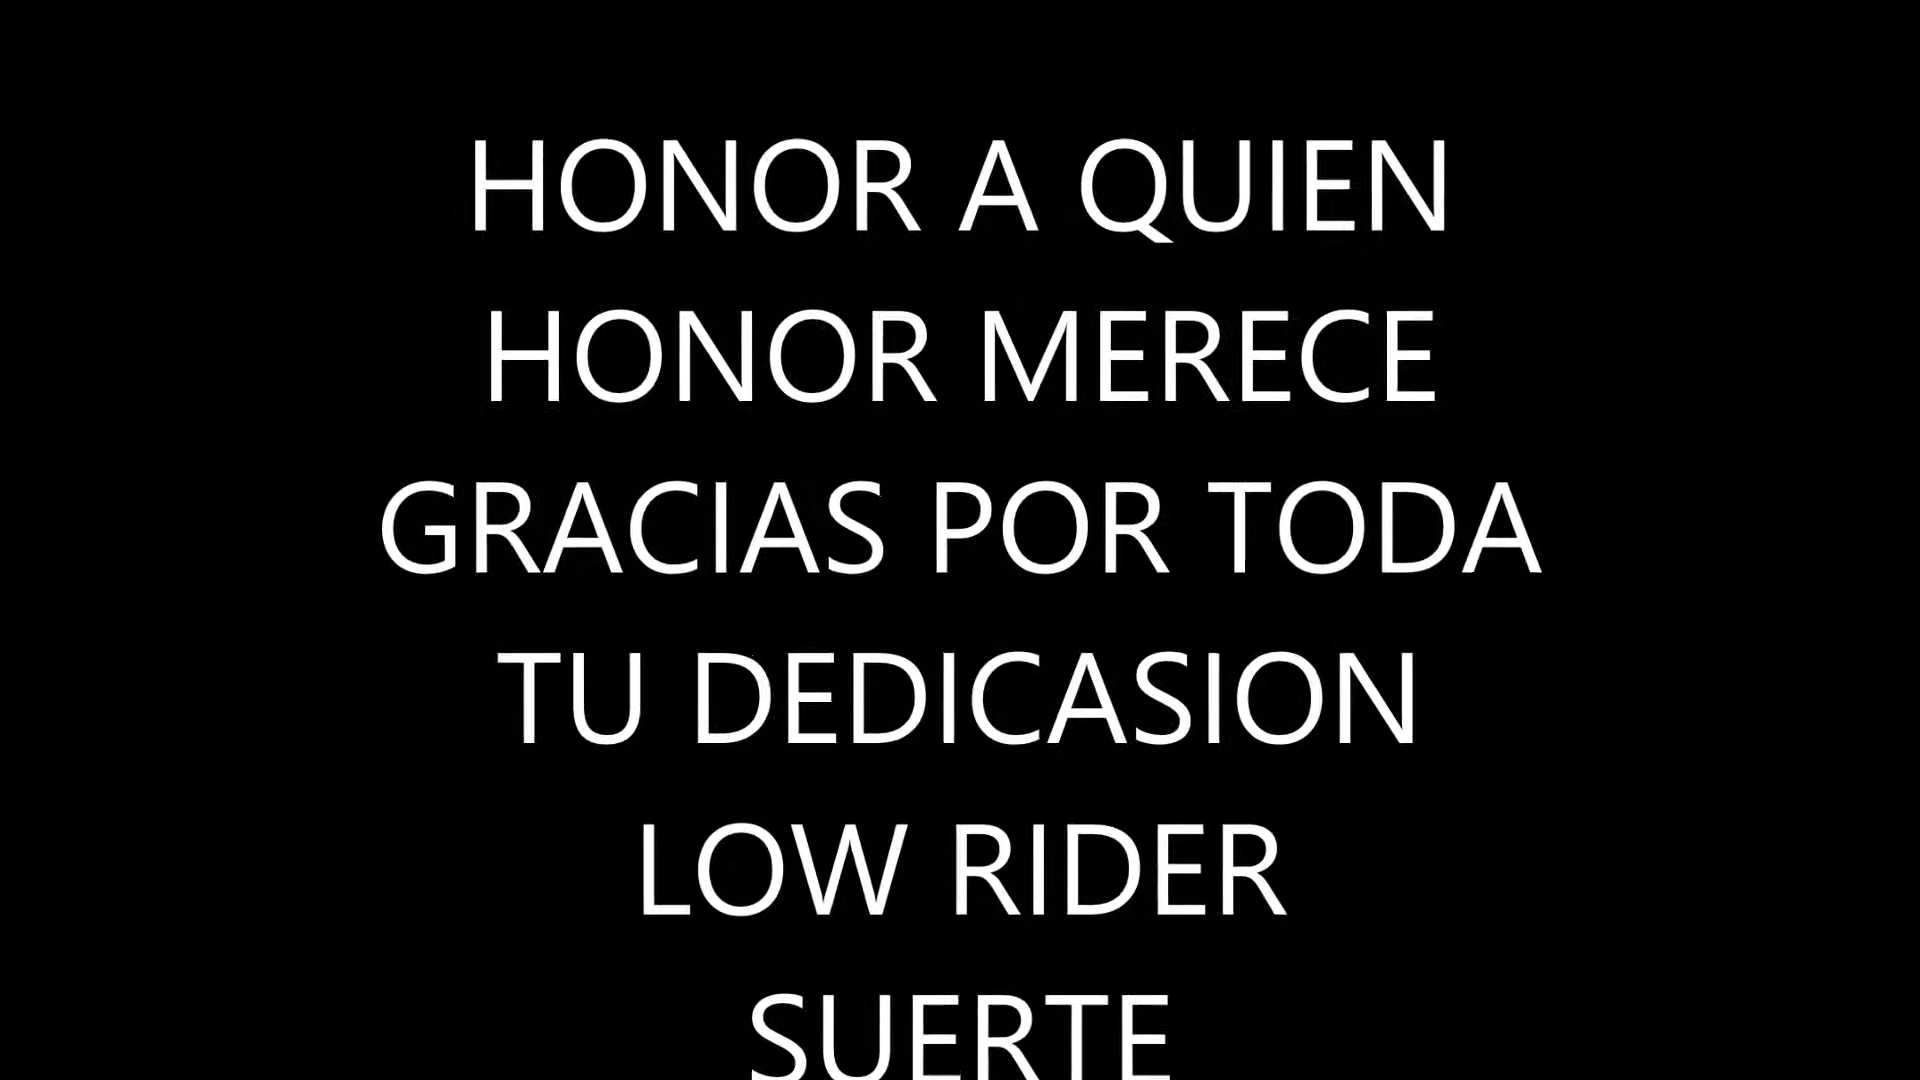 HONOR A QUIEN
HONOR MERECE
GRACIAS POR TODA
TU DEDICASION
LOW RIDER
SUERTE